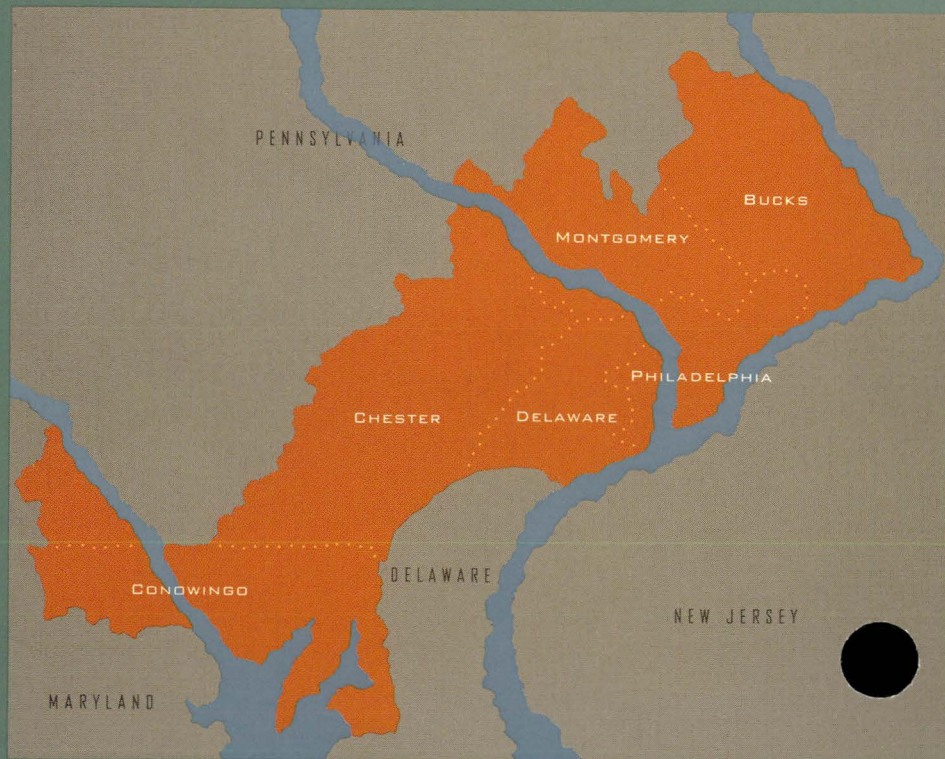 PENNSYLVANIA
BUCKS
MONTGOMERY
PHILADELPHIA
CHESTER
DELAWARE
DELAWARE
CONOWINGO
NEW JERSEY
MARYLAND